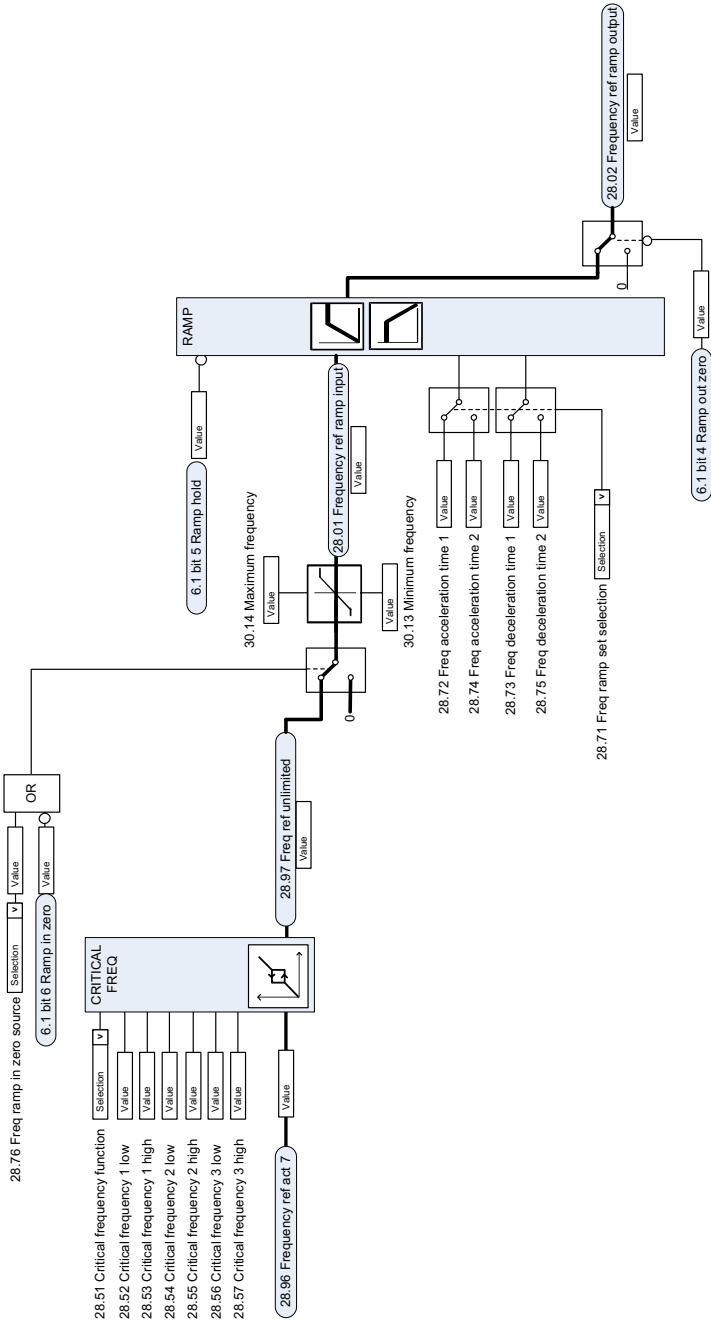 28.76 Freq ramp in zero source
Selection
v
Value
6.1 bit 6 Ramp in zero
Value
OR
28.51 Critical frequency function
Selection
v
28.52 Critical frequency 1 low
Value
28.53 Critical frequency 1 high
Value
28.54 Critical frequency 2 low
Value
28.55 Critical frequency 2 high
Value
28.56 Critical frequency 3 low
Value
28.57 Critical frequency 3 high
Value
CRITICAL
FREQ
28.96 Frequency ref act 7
Value
28.97 Freq ref unlimited
Value
0
30.14 Maximum frequency
Value
30.13 Minimum frequency
Value
28.01 Frequency ref ramp input
Value
6.1 bit 5 Ramp hold
Value
RAMP
28.72 Freq acceleration time 1
Value
28.74 Freq acceleration time 2
Value
28.73 Freq deceleration time 1
Value
28.75 Freq deceleration time 2
Value
28.71 Freq ramp set selection
Selection
v
0
28.02 Frequency ref ramp output
Value
6.1 bit 4 Ramp out zero
Value